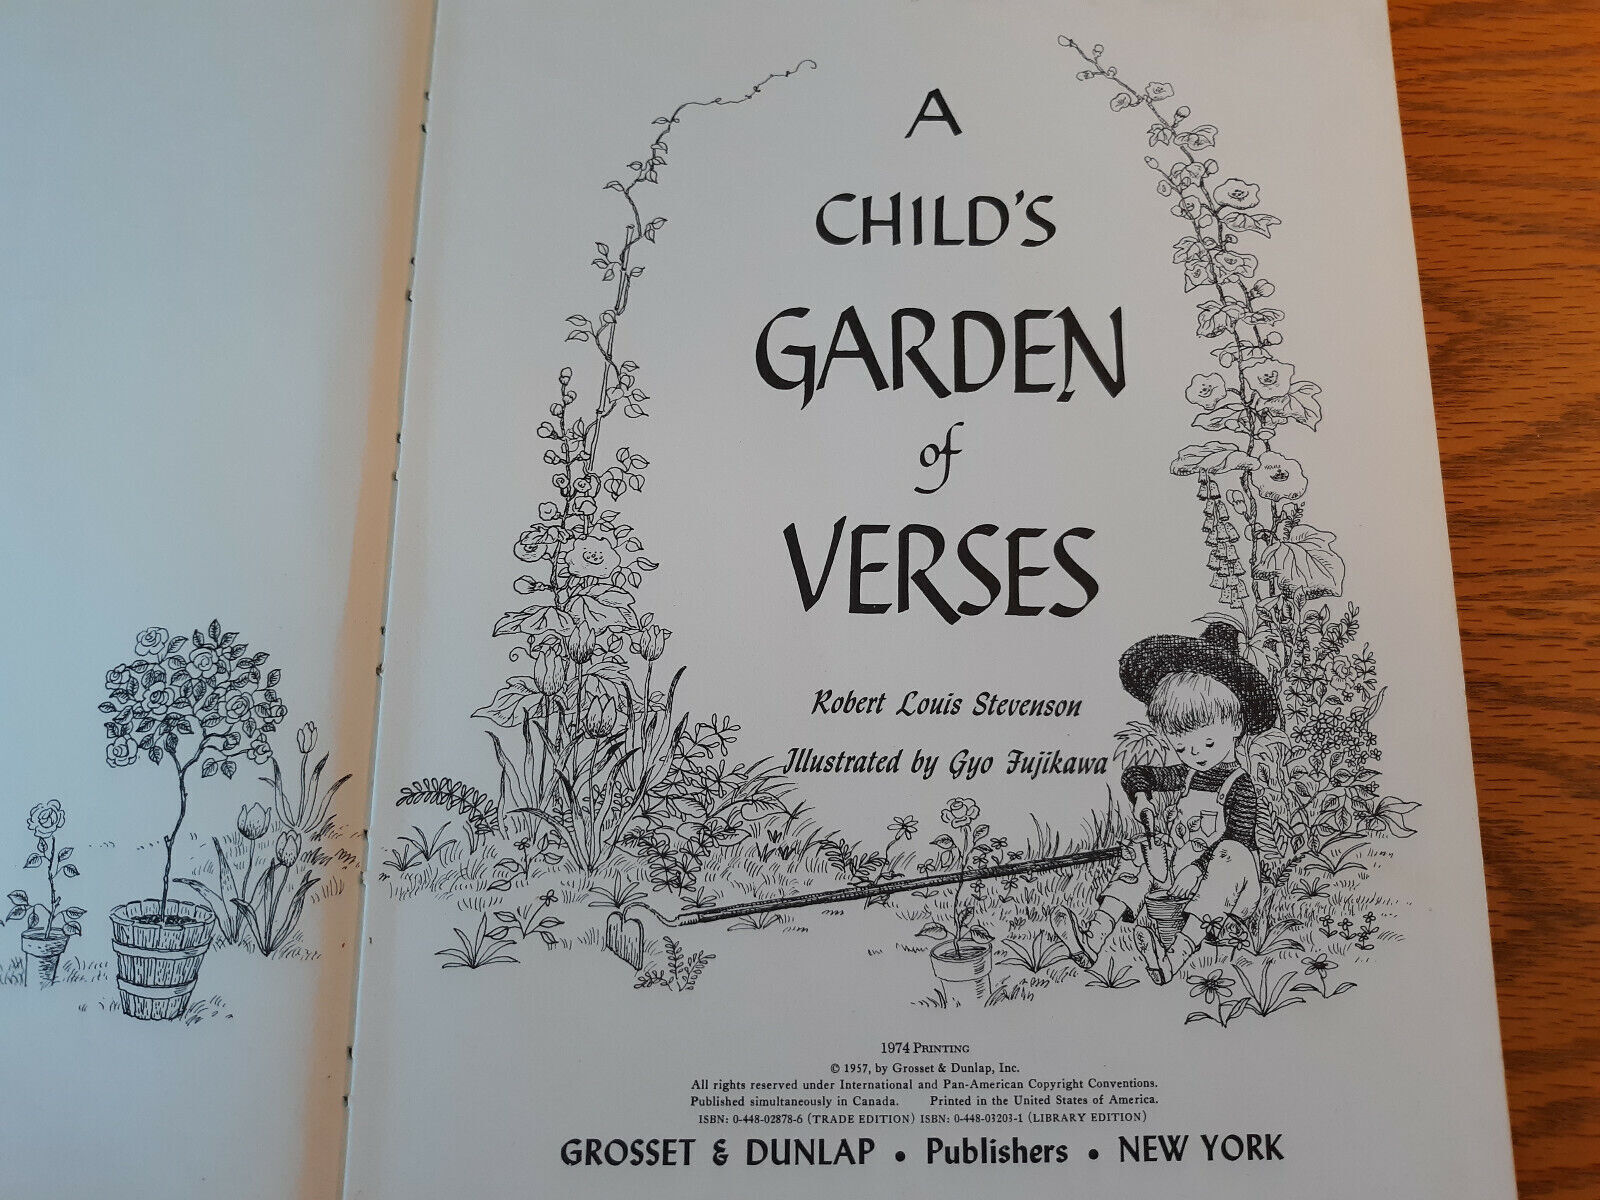 A
CHILD'S
GARDEN
of
VERSES
Robert Louis Stevenson
Illustrated by Gyo Fujikawa
1974 PRINTING
© 1957, by Grosset & Dunlap, Inc.
All rights reserved under International and Pan-American Copyright Conventions.
Published simultaneously in Canada. Printed in the United States of America.
ISBN: 0-448-02878-6 (TRADE EDITION) ISBN: 0-448-03203-1 (LIBRARY EDITION)
GROSSET & DUNLAP • Publishers • NEW YORK